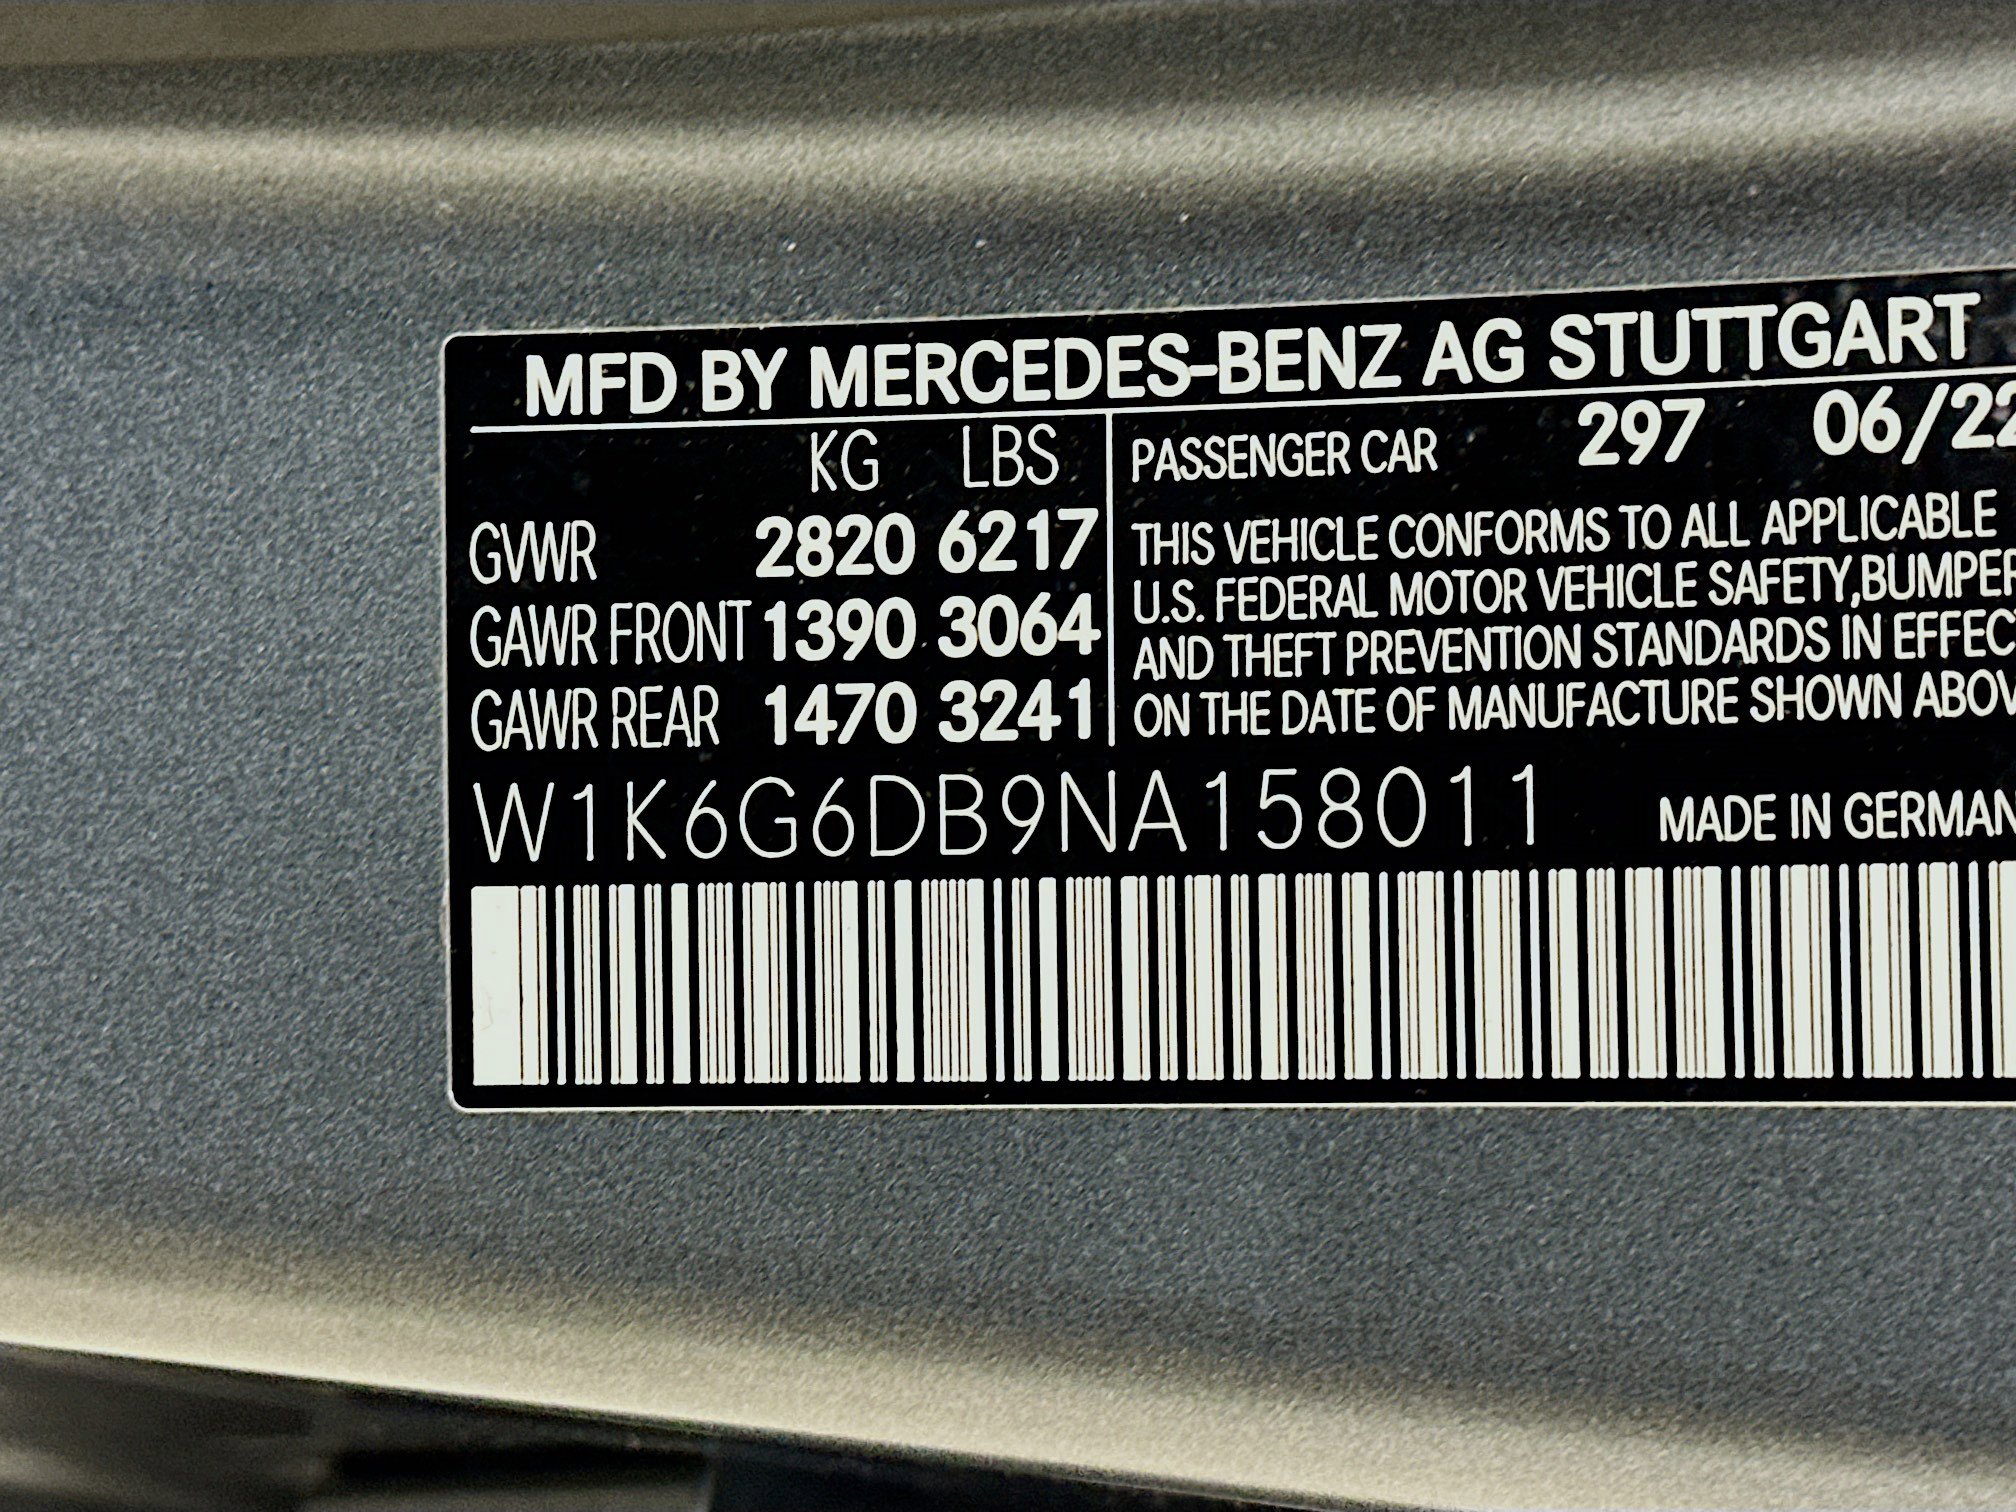 MFD BY MERCEDES-BENZ AG STUTTGART
KG LBS
GVWR 2820 6217
GAWR FRONT 1390 3064
GAWR REAR 1470 3241
PASSENGER CAR 297 06/22
THIS VEHICLE CONFORMS TO ALL APPLICABLE
U.S. FEDERAL MOTOR VEHICLE SAFETY,BUMPER
AND THEFT PREVENTION STANDARDS IN EFFEC
ON THE DATE OF MANUFACTURE SHOWN ABOV
W1K6G6DB9NA158011
MADE IN GERMAN